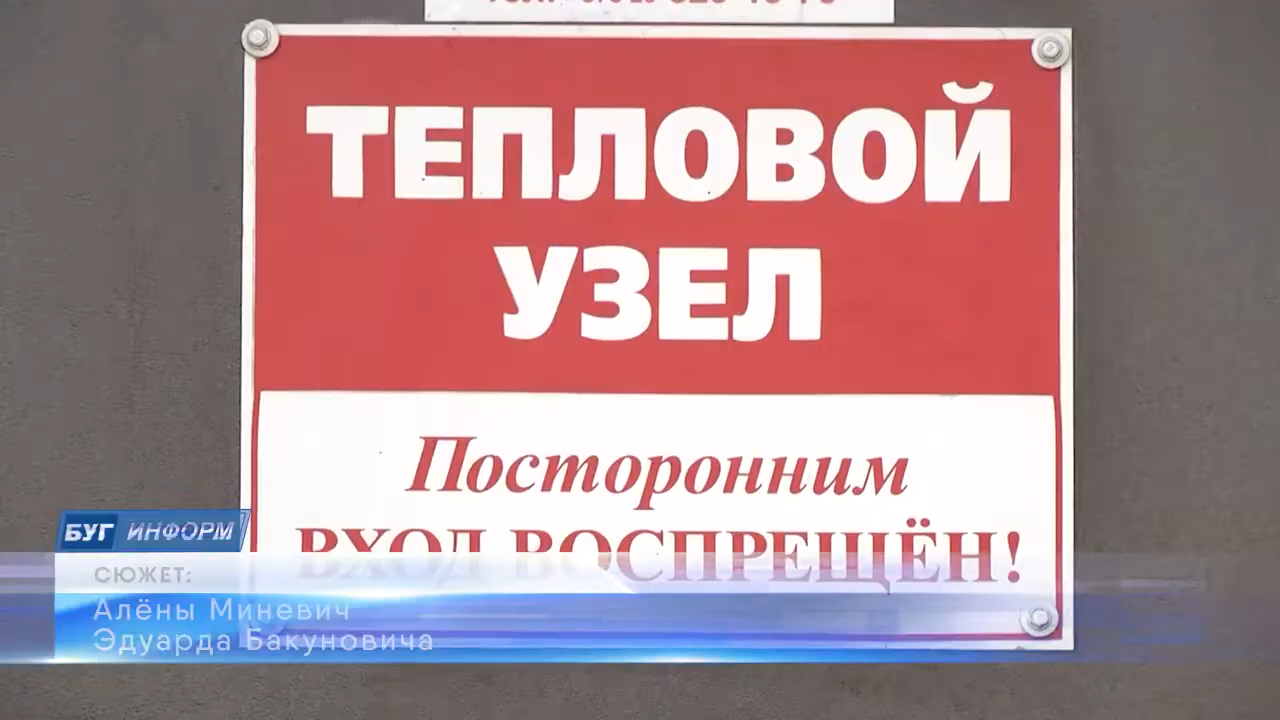 ТЕПЛОВОЙ
УЗЕЛ
Посторонним
ВХОД ВОСПРЕЩЁН!
БУГ ИНФОРМ
СЮЖЕТ:
Алёны Миневич
Эдуарда Бакуновича